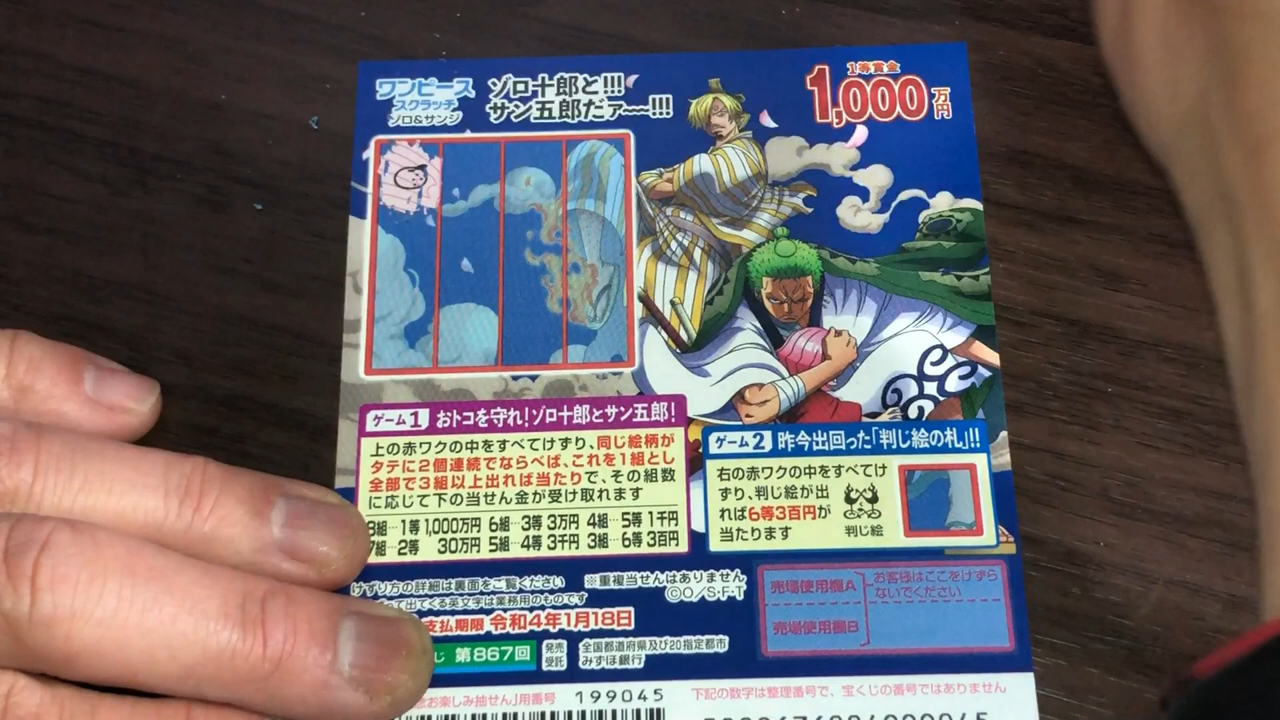 ワンピース
スクラッチ
ゾロ&サンジ
ゾロ十郎と!!!
サン五郎だァ〜〜!!!
1等賞金
1,000万円
ゲーム1 おトコを守れ!ゾロ十郎とサン五郎!
上の赤ワクの中をすべてけずり、同じ絵柄が
タテに2個連続でならべば、これを1組とし
全部で3組以上出れば当たりで、その組数
に応じて下の当せん金が受け取れます
8組…1等 1,000万円 6組…3等 3万円 4組…5等 1千円
7組…2等 30万円 5組…4等 3千円 3組…6等 3百円
ゲーム2 昨今出回った「判じ絵の札」!!
右の赤ワクの中をすべてけ
ずり、判じ絵が出
れば6等3百円が
当たります
判じ絵
けずり方の詳細は裏面をご覧ください ※重複当せんはありません
って出てくる英文字は業務用のものです
©O/S・F・T
支払期限 令和4年1月18日
じ 第867回
発売 全国都道府県及び20指定都市
受託 みずほ銀行
売場使用欄A
売場使用欄B
お客様はここをけずら
ないでください
念お楽しみ抽せん」用番号 199045
下記の数字は整理番号で、宝くじの番号ではありません